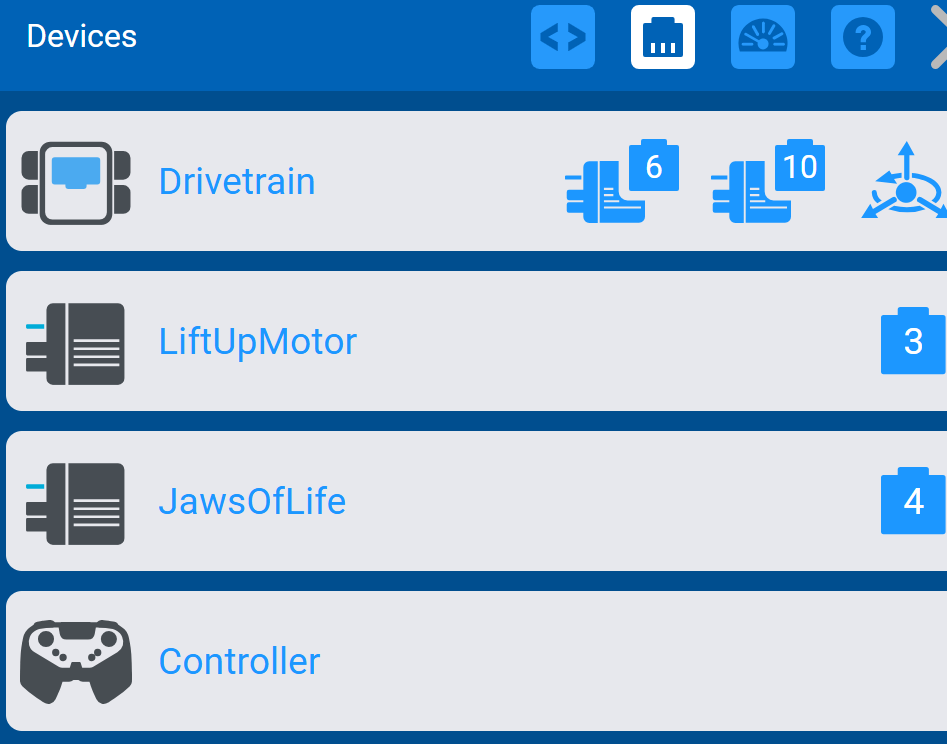 Devices
< >
?
Drivetrain
6
10
LiftUpMotor
3
JawsOfLife
4
Controller